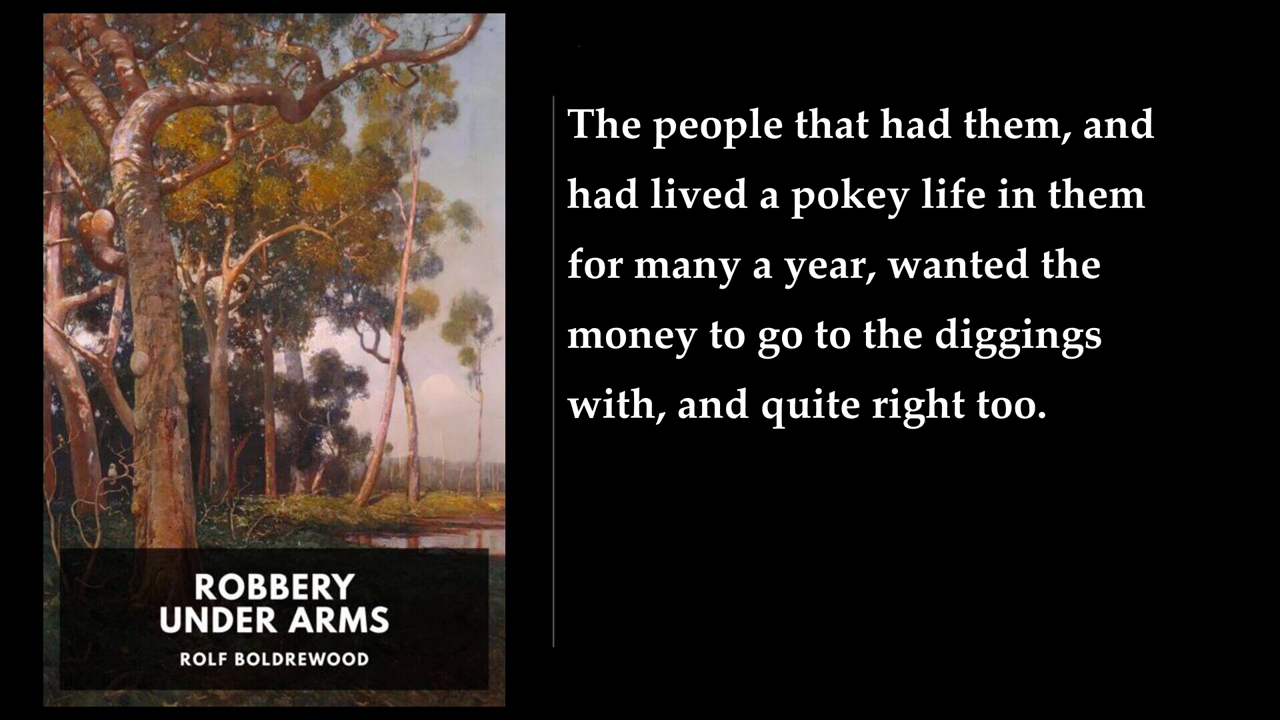 The people that had them, and
had lived a pokey life in them
for many a year, wanted the
money to go to the diggings
with, and quite right too.
ROBBERY
UNDER ARMS
ROLF BOLDREWOOD